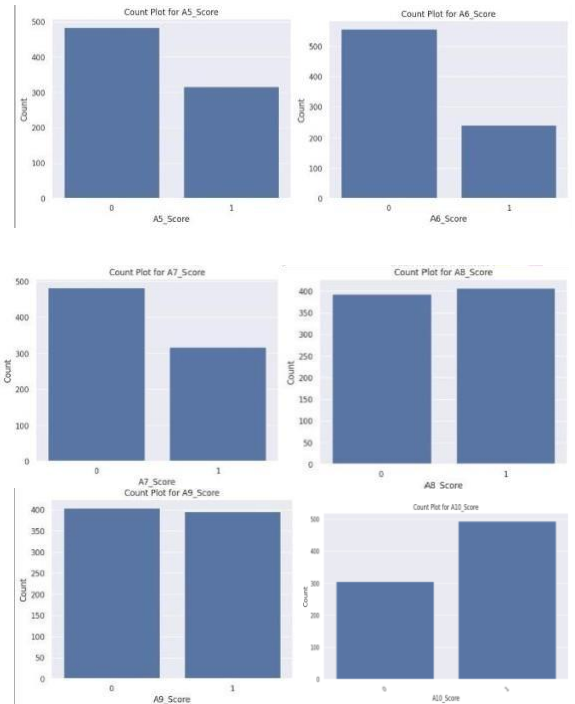 Count Plot for A5_Score
500
400
300
200
100
0
Count
0 1
A5_Score
Count Plot for A6_Score
500
400
300
200
100
0
Count
0 1
A6_Score
Count Plot for A7_Score
500
400
300
200
100
0
Count
0 1
A7_Score
Count Plot for A8_Score
400
350
300
250
200
150
100
50
0
Count
0 1
A8_Score
Count Plot for A9_Score
400
350
300
250
200
150
100
50
0
Count
0 1
A9_Score
Count Plot for A10_Score
500
400
300
200
100
0
Count
A10_Score